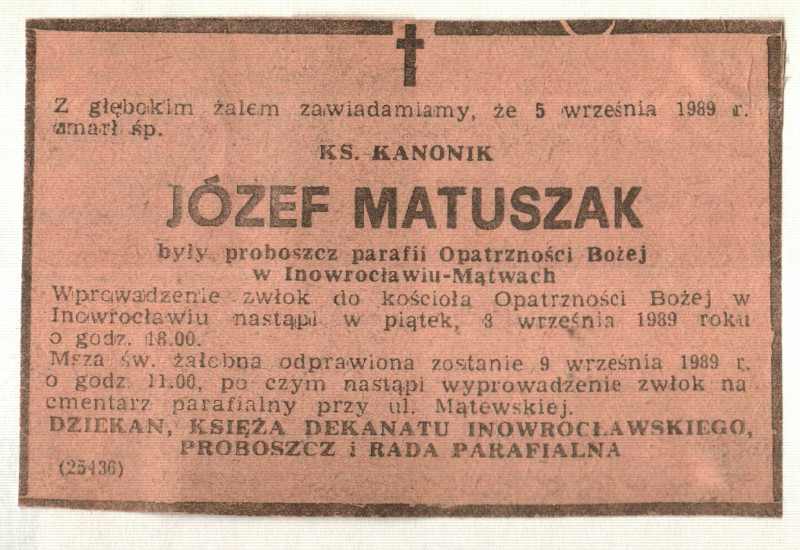 Z głębokim żalem zawiadamiamy, że 5 września 1989 r.
zmarł śp.
KS. KANONIK
JÓZEF MATUSZAK
były proboszcz parafii Opatrzności Bożej
w Inowrocławiu-Mątwach
Wprowadzenie zwłok do kościoła Opatrzności Bożej w
Inowrocławiu nastąpi w piątek, 8 września 1989 roku
o godz. 18.00.
Msza św. żałobna odprawiona zostanie 9 września 1989 r.
o godz. 11.00, po czym nastąpi wyprowadzenie zwłok na
cmentarz parafialny przy ul. Mątewskiej.
DZIEKAN, KSIĘŻA DEKANATU INOWROCŁAWSKIEGO,
PROBOSZCZ i RADA PARAFIALNA
(25436)